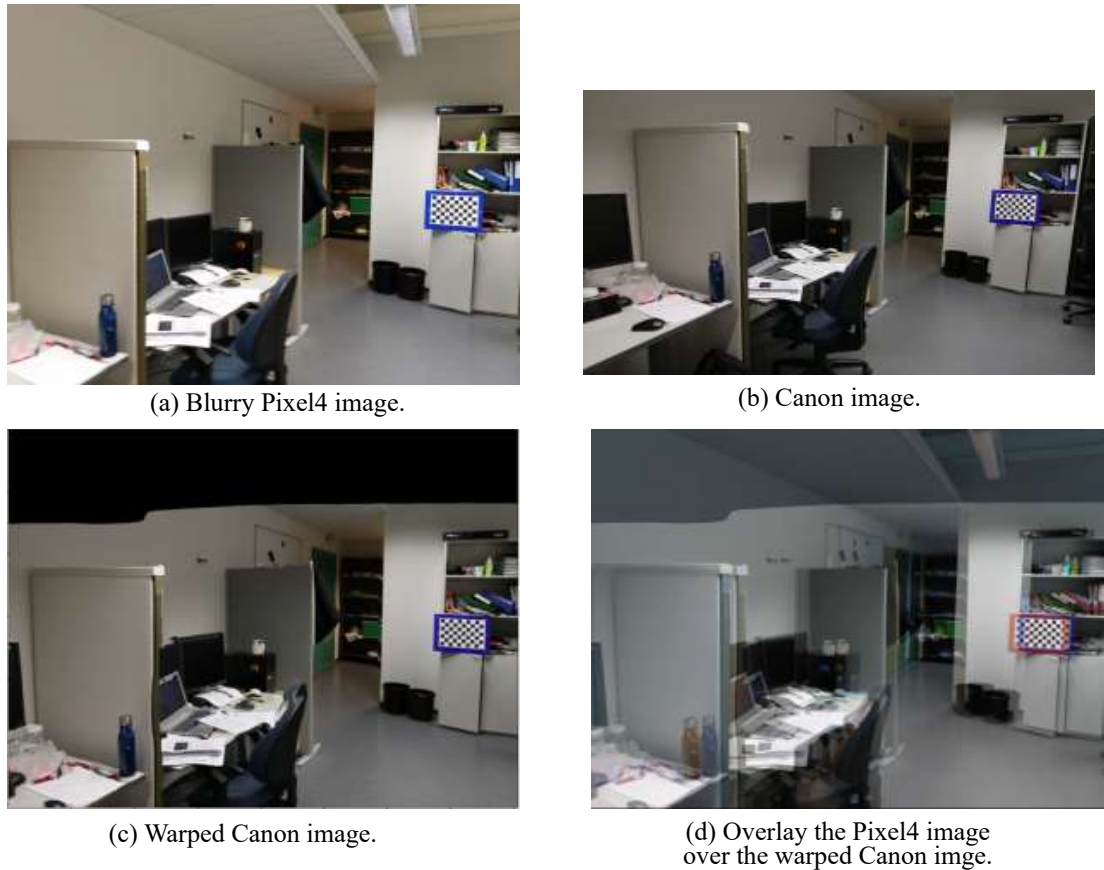 (a) Blurry Pixel4 image.
(b) Canon image.
(c) Warped Canon image.
(d) Overlay the Pixel4 image
over the warped Canon imge.